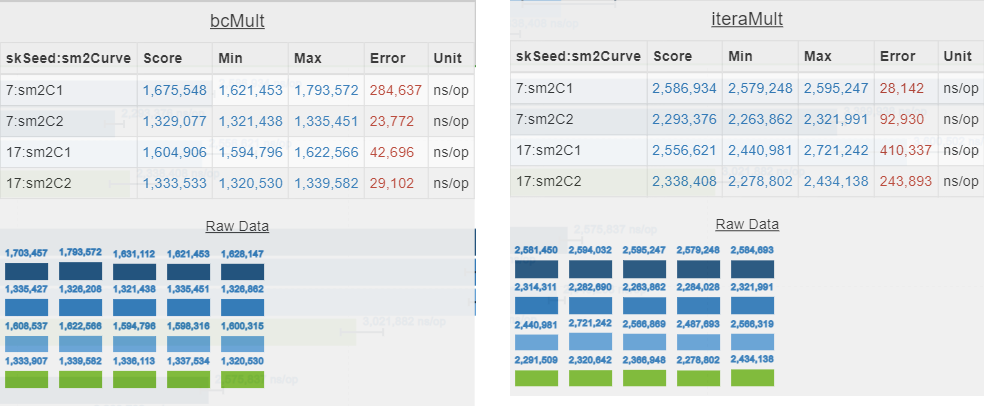 bcMult
skSeed:sm2Curve Score Min Max Error Unit
7:sm2C1 1,675,548 1,621,453 1,793,572 284,637 ns/op
7:sm2C2 1,329,077 1,321,438 1,335,451 23,772 ns/op
17:sm2C1 1,604,906 1,594,796 1,622,566 42,696 ns/op
17:sm2C2 1,333,533 1,320,530 1,339,582 29,102 ns/op
Raw Data
1,703,457 1,793,572 1,631,112 1,621,453 1,628,147
1,335,427 1,326,208 1,321,438 1,335,451 1,326,862
1,608,537 1,622,566 1,594,796 1,598,316 1,600,315
1,333,907 1,339,582 1,336,113 1,337,534 1,320,530
iteraMult
skSeed:sm2Curve Score Min Max Error Unit
7:sm2C1 2,586,934 2,579,248 2,595,247 28,142 ns/op
7:sm2C2 2,293,376 2,263,862 2,321,991 92,930 ns/op
17:sm2C1 2,556,621 2,440,981 2,721,242 410,337 ns/op
17:sm2C2 2,338,408 2,278,802 2,434,138 243,893 ns/op
Raw Data
2,581,450 2,594,032 2,595,247 2,579,248 2,584,693
2,314,311 2,282,690 2,263,862 2,284,028 2,321,991
2,440,981 2,721,242 2,566,869 2,487,693 2,566,319
2,291,509 2,320,642 2,366,948 2,278,802 2,434,138